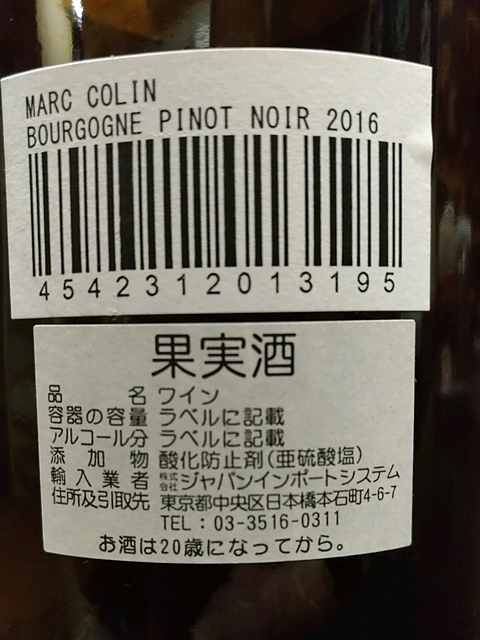 MARC COLIN
BOURGOGNE PINOT NOIR 2016
4542312013195
果実酒
品名 ワイン
容器の容量 ラベルに記載
アルコール分 ラベルに記載
添加物 酸化防止剤(亜硫酸塩)
輸入業者 株式会社ジャパンインポートシステム
住所及引取先 東京都中央区日本橋本石町4-6-7
TEL:03-3516-0311
お酒は20歳になってから。